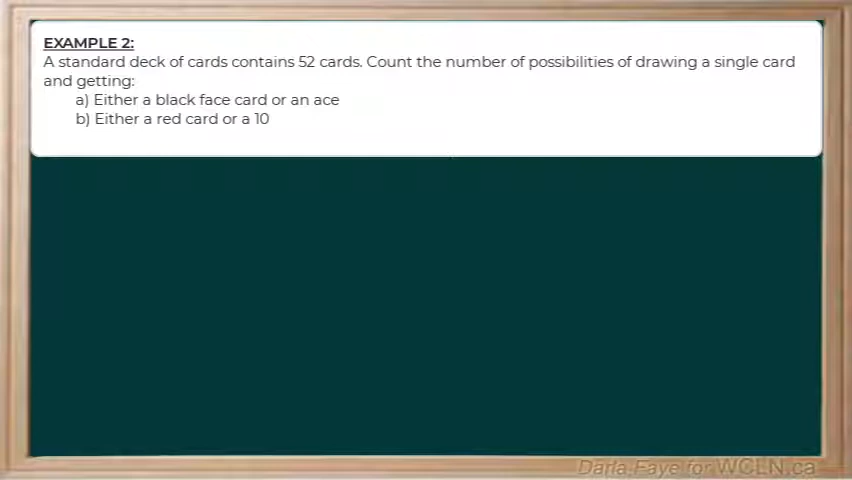 EXAMPLE 2:
A standard deck of cards contains 52 cards. Count the number of possibilities of drawing a single card
and getting:
a) Either a black face card or an ace
b) Either a red card or a 10
Darla Faye for WCLN.ca